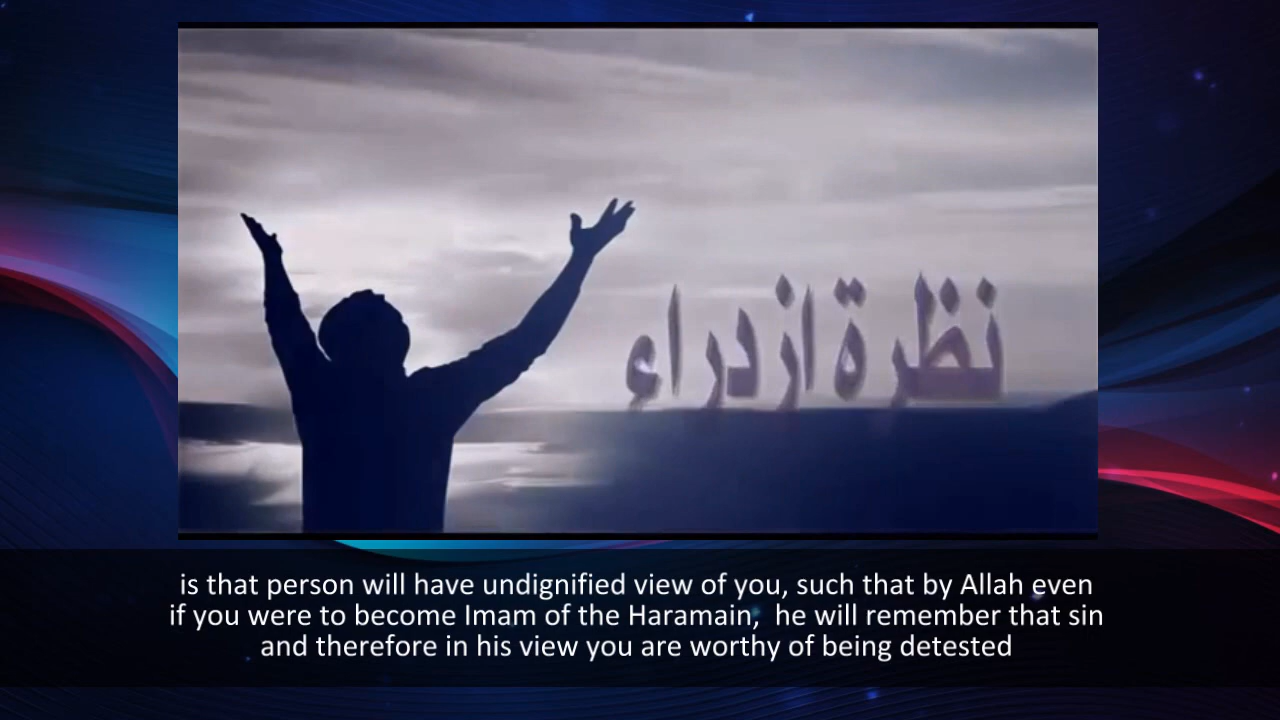 نظرة ازدراء
is that person will have undignified view of you, such that by Allah even
if you were to become Imam of the Haramain,  he will remember that sin
and therefore in his view you are worthy of being detested